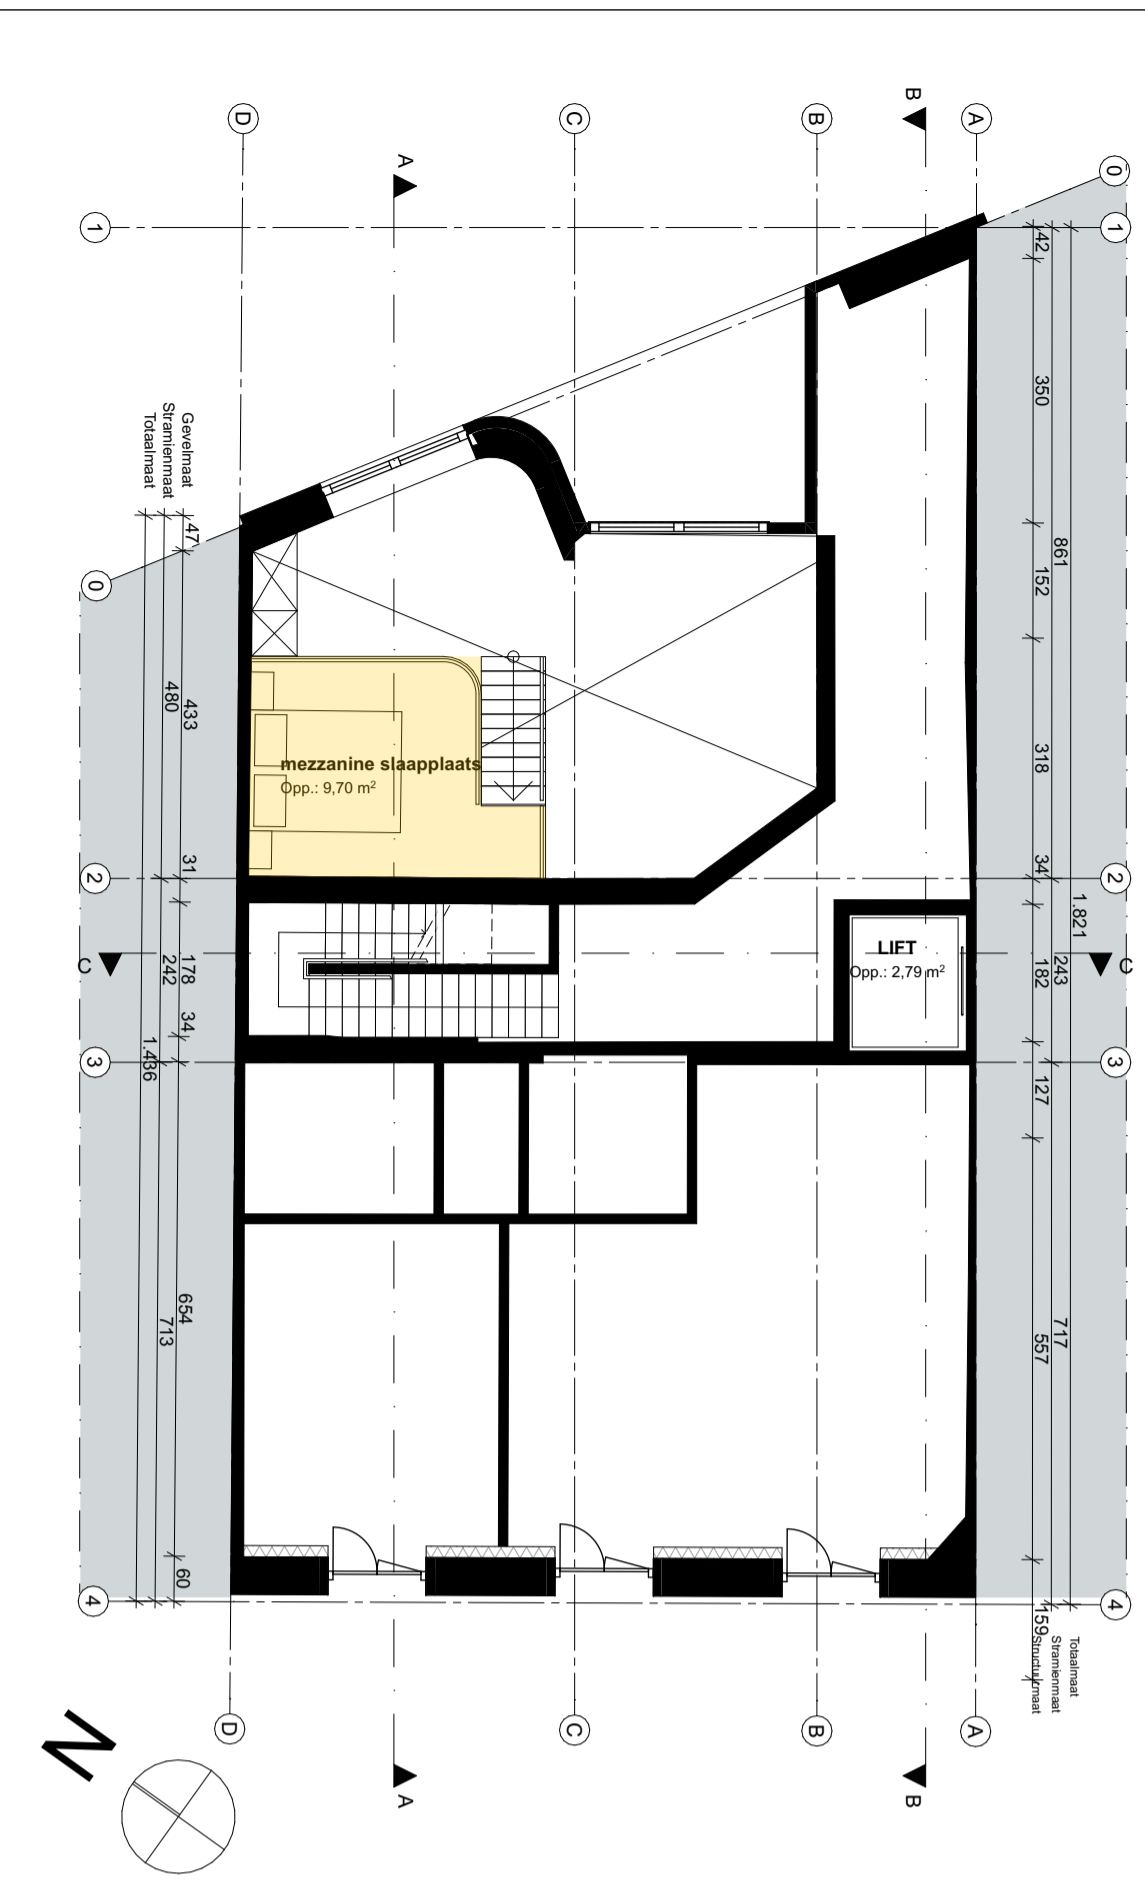 B
D
C
B
A
A
0
1
1
42
350
861
152
318
34
Gevelmaat
Stramienmaat
Totaalmaat
47
0
433
480
mezzanine slaapplaats
Opp.: 9,70 m²
31
2
2
1.821
C
178
242
34
1.436
LIFT
Opp.: 2,79 m²
182
243
C
3
3
127
717
557
654
713
60
4
4
159
Totaalmaat
Stramienmaat
Structuurmaat
D
C
B
A
A
B
N